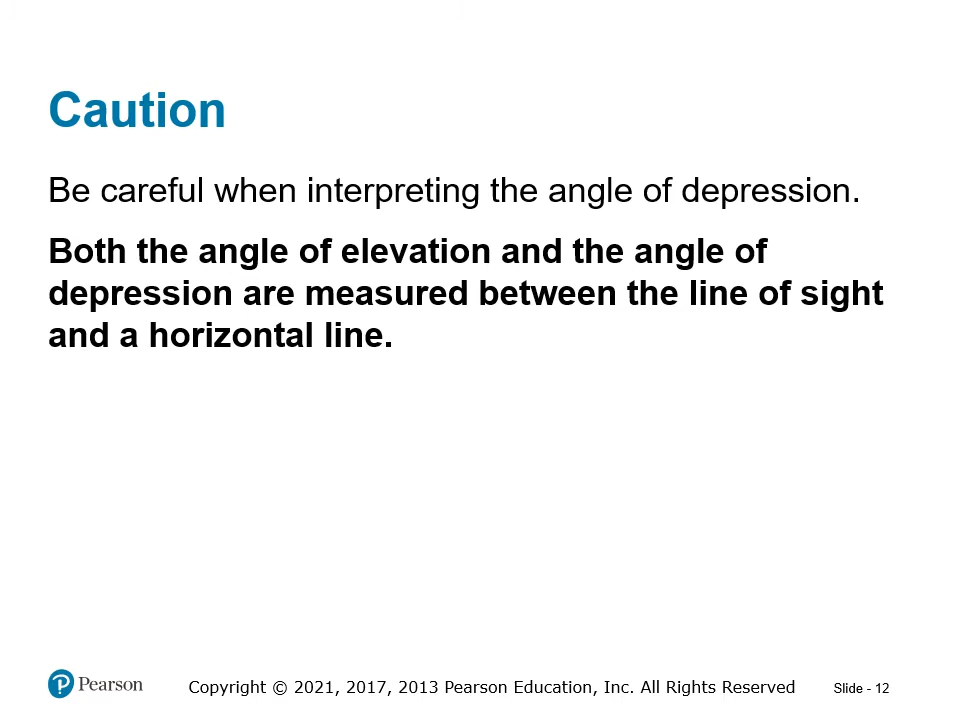 Caution
Be careful when interpreting the angle of depression.
Both the angle of elevation and the angle of
depression are measured between the line of sight
and a horizontal line.
Pearson
Copyright © 2021, 2017, 2013 Pearson Education, Inc. All Rights Reserved
Slide - 12